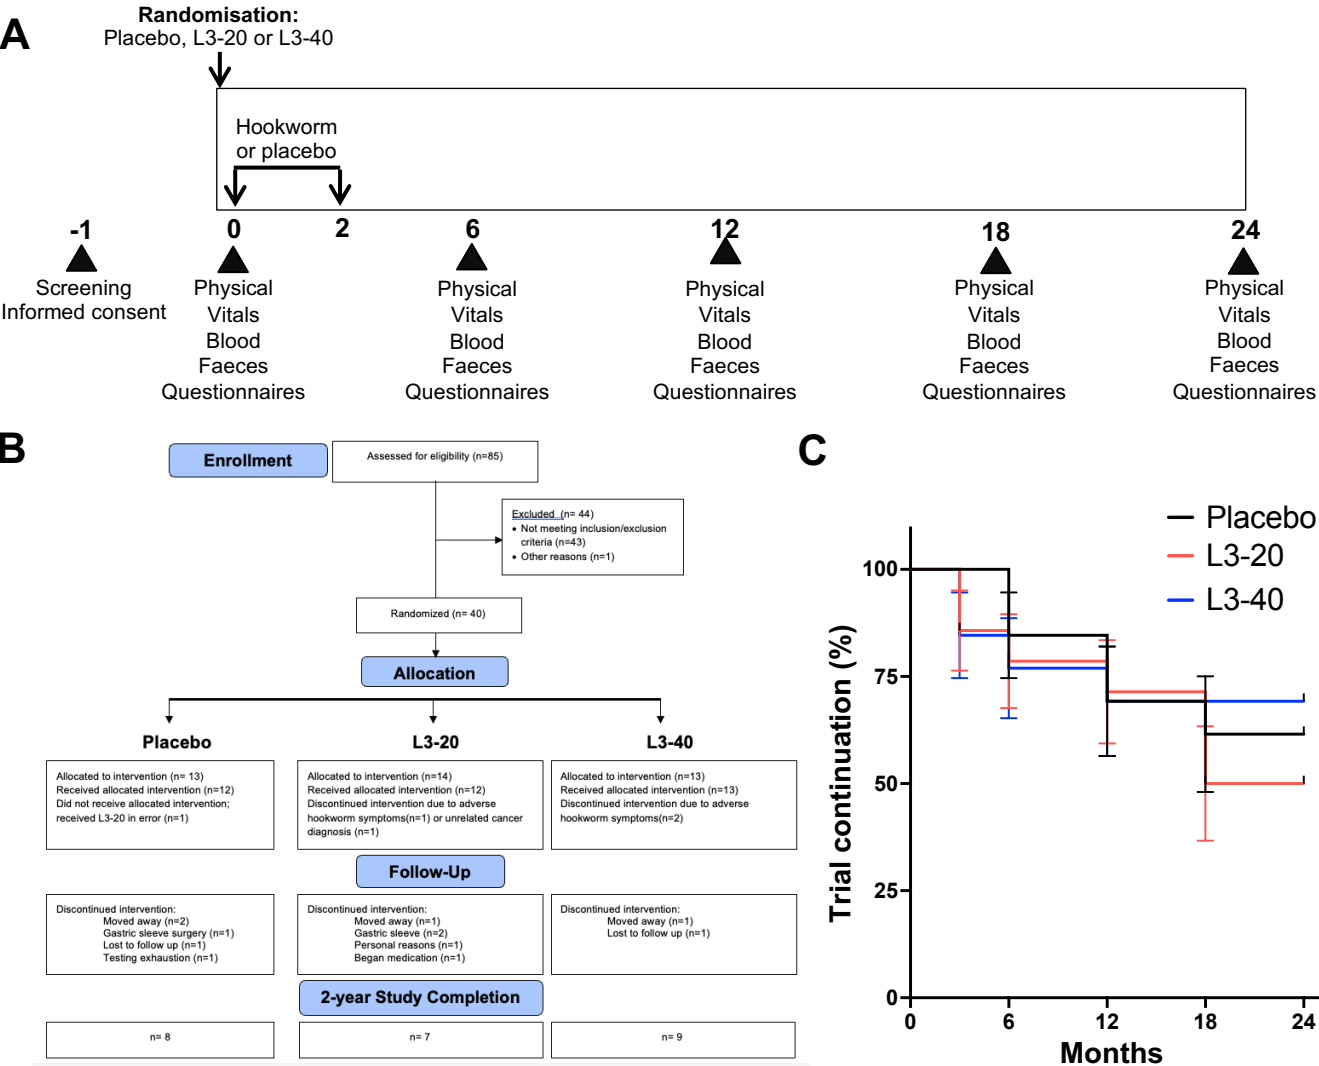 A
Randomisation:
Placebo, L3-20 or L3-40
Hookworm
or placebo
-1
0
2
6
12
18
24
Screening
Informed consent
Physical
Vitals
Blood
Faeces
Questionnaires
Physical
Vitals
Blood
Faeces
Questionnaires
Physical
Vitals
Blood
Faeces
Questionnaires
Physical
Vitals
Blood
Faeces
Questionnaires
Physical
Vitals
Blood
Faeces
Questionnaires
B
Enrollment
Assessed for eligibility (n=85)
Excluded (n= 44)
• Not meeting inclusion/exclusion
criteria (n=43)
• Other reasons (n=1)
Randomized (n= 40)
Allocation
Placebo
L3-20
L3-40
Allocated to intervention (n= 13)
Received allocated intervention (n=12)
Did not receive allocated intervention;
received L3-20 in error (n=1)
Allocated to intervention (n=14)
Received allocated intervention (n=12)
Discontinued intervention due to adverse
hookworm symptoms(n=1) or unrelated cancer
diagnosis (n=1)
Allocated to intervention (n=13)
Received allocated intervention (n=13)
Discontinued intervention due to adverse
hookworm symptoms(n=2)
Follow-Up
Discontinued intervention:
Moved away (n=2)
Gastric sleeve surgery (n=1)
Lost to follow up (n=1)
Testing exhaustion (n=1)
Discontinued intervention:
Moved away (n=1)
Gastric sleeve (n=2)
Personal reasons (n=1)
Began medication (n=1)
Discontinued intervention:
Moved away (n=1)
Lost to follow up (n=1)
2-year Study Completion
n= 8
n= 7
n= 9
C
Placebo
L3-20
L3-40
Trial continuation (%)
100
75
50
25
0
0
6
12
18
24
Months